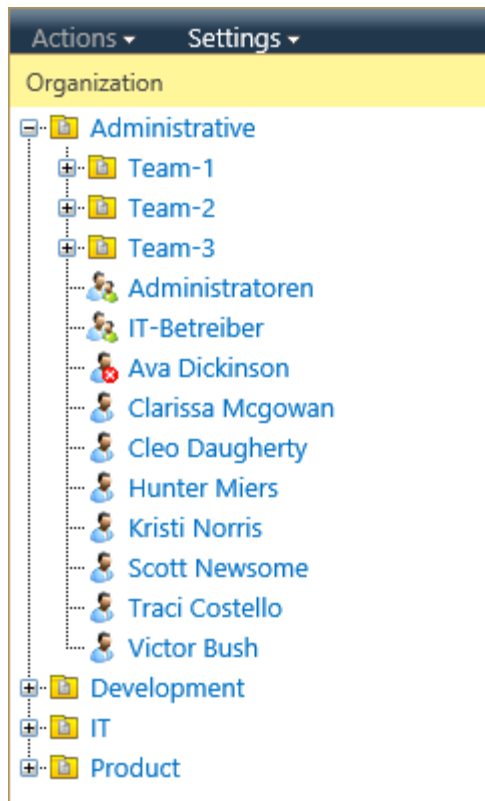 Actions Settings
Organization
Administrative
Team-1
Team-2
Team-3
Administratoren
IT-Betreiber
Ava Dickinson
Clarissa Mcgowan
Cleo Daugherty
Hunter Miers
Kristi Norris
Scott Newsome
Traci Costello
Victor Bush
Development
IT
Product